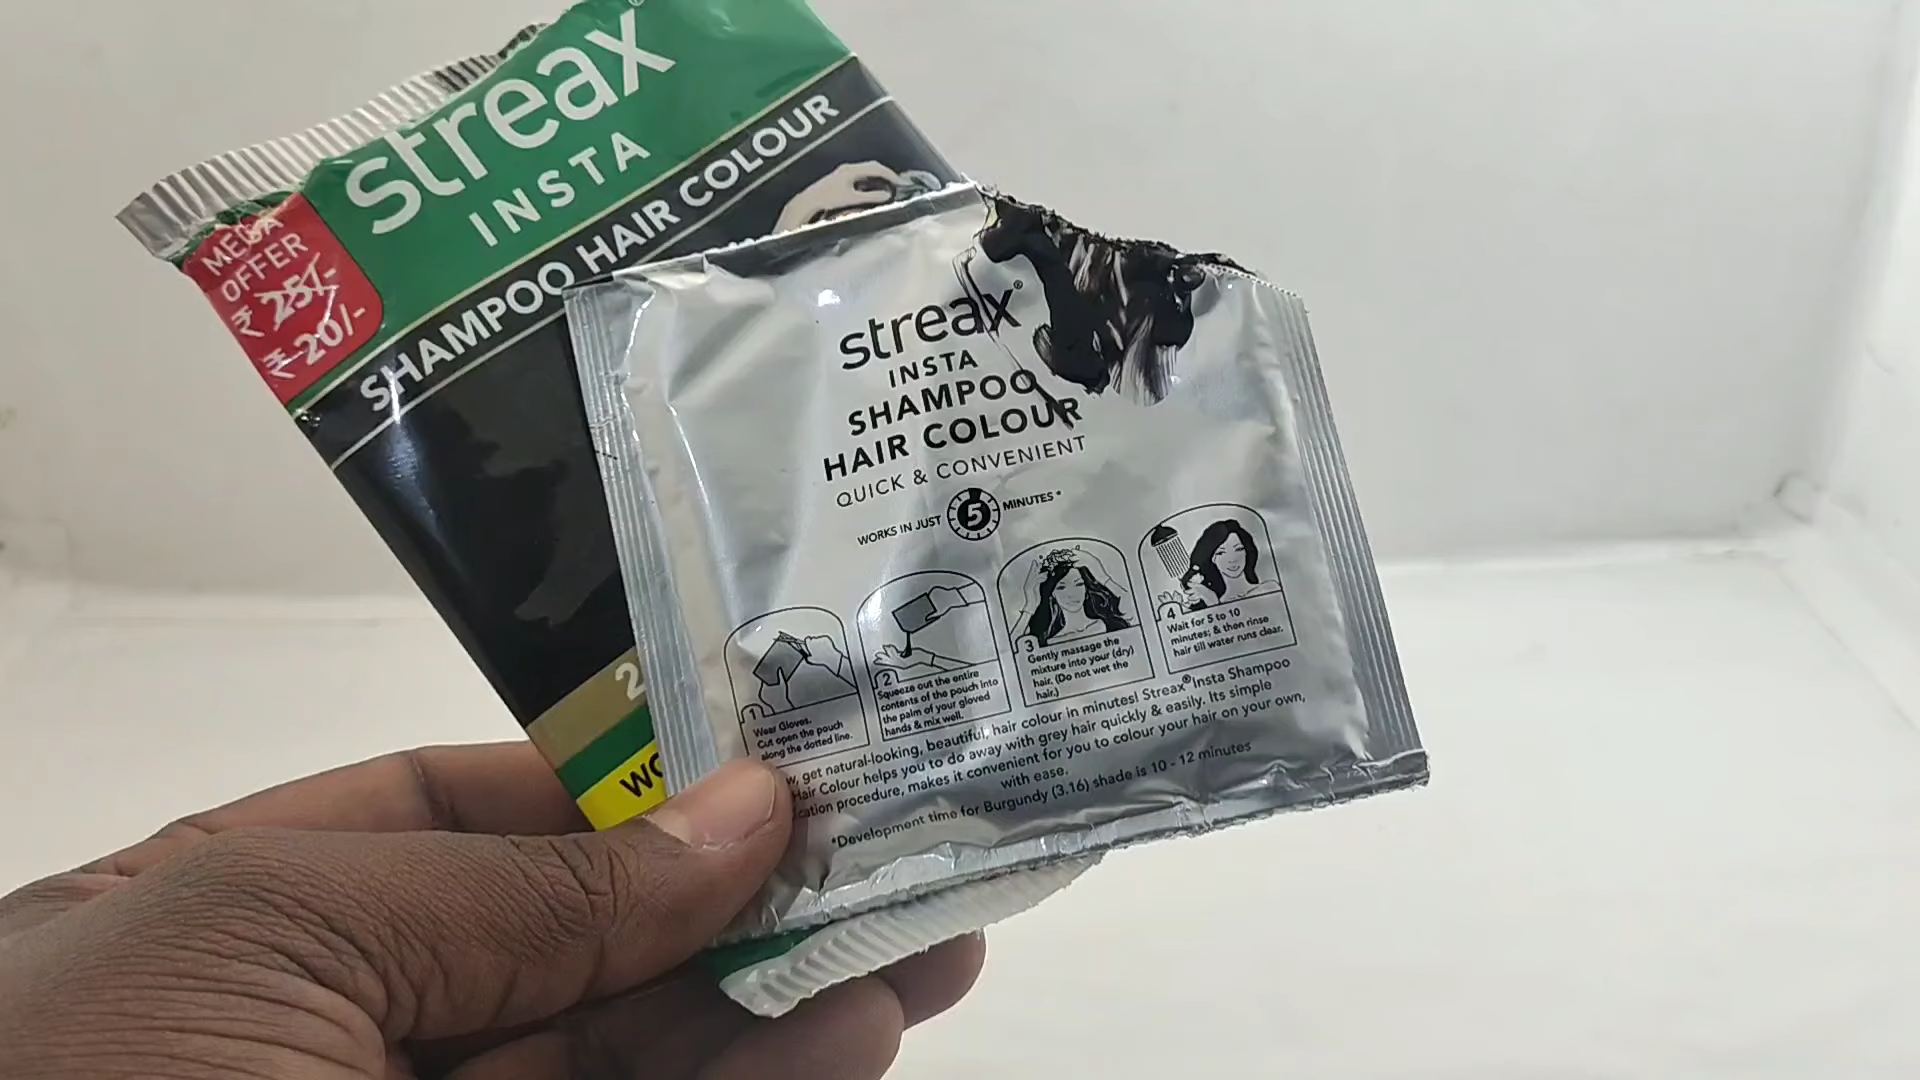 streax®
INSTA
SHAMPOO HAIR COLOUR
MEGA
OFFER
₹ 25/-
₹ 20/-
streax®
INSTA
SHAMPOO
HAIR COLOUR
QUICK & CONVENIENT
WORKS IN JUST 5 MINUTES*
1
Wear Gloves.
Cut open the pouch
along the dotted line.
2
Squeeze out the entire
contents of the pouch into
the palm of your gloved
hands & mix well.
3
Gently massage the
mixture into your (dry)
hair. (Do not wet the
hair.)
4
Wait for 5 to 10
minutes; & then rinse
hair till water runs clear.
w, get natural-looking, beautiful, hair colour in minutes! Streax® Insta Shampoo
Hair Colour helps you to do away with grey hair quickly & easily. Its simple
cation procedure, makes it convenient for you to colour your hair on your own,
with ease.
*Development time for Burgundy (3.16) shade is 10 - 12 minutes
2
WO